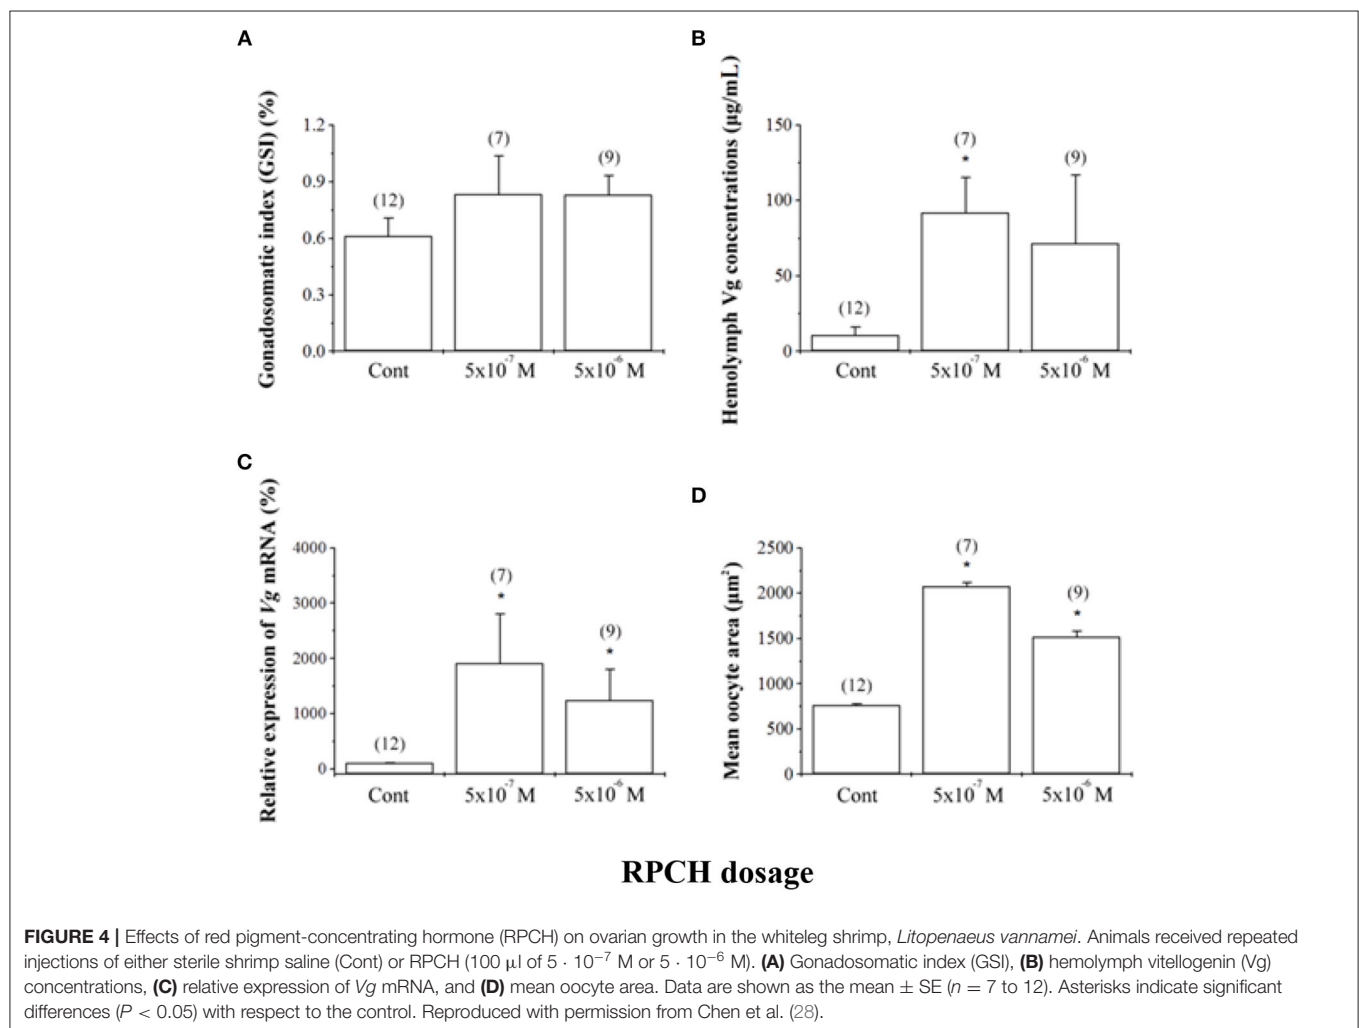 A
Gonadosomatic index (GSI) (%)
1.2
0.9
0.6
0.3
0.0
(12)
(7)
(9)
Cont
5x10⁻⁷ M
5x10⁻⁶ M
B
Hemolymph Vg concentrations (µg/mL)
150
100
50
0
(12)
(7)
*
(9)
Cont
5x10⁻⁷ M
5x10⁻⁶ M
C
Relative expression of Vg mRNA (%)
4000
3000
2000
1000
0
(12)
(7)
*
(9)
*
Cont
5x10⁻⁷ M
5x10⁻⁶ M
D
Mean oocyte area (µm²)
2500
2000
1500
1000
500
0
(12)
(7)
*
(9)
*
Cont
5x10⁻⁷ M
5x10⁻⁶ M
RPCH dosage
FIGURE 4 | Effects of red pigment-concentrating hormone (RPCH) on ovarian growth in the whiteleg shrimp, Litopenaeus vannamei. Animals received repeated
injections of either sterile shrimp saline (Cont) or RPCH (100 µl of 5 · 10⁻⁷ M or 5 · 10⁻⁶ M). (A) Gonadosomatic index (GSI), (B) hemolymph vitellogenin (Vg)
concentrations, (C) relative expression of Vg mRNA, and (D) mean oocyte area. Data are shown as the mean ± SE (n = 7 to 12). Asterisks indicate significant
differences (P < 0.05) with respect to the control. Reproduced with permission from Chen et al. (28).